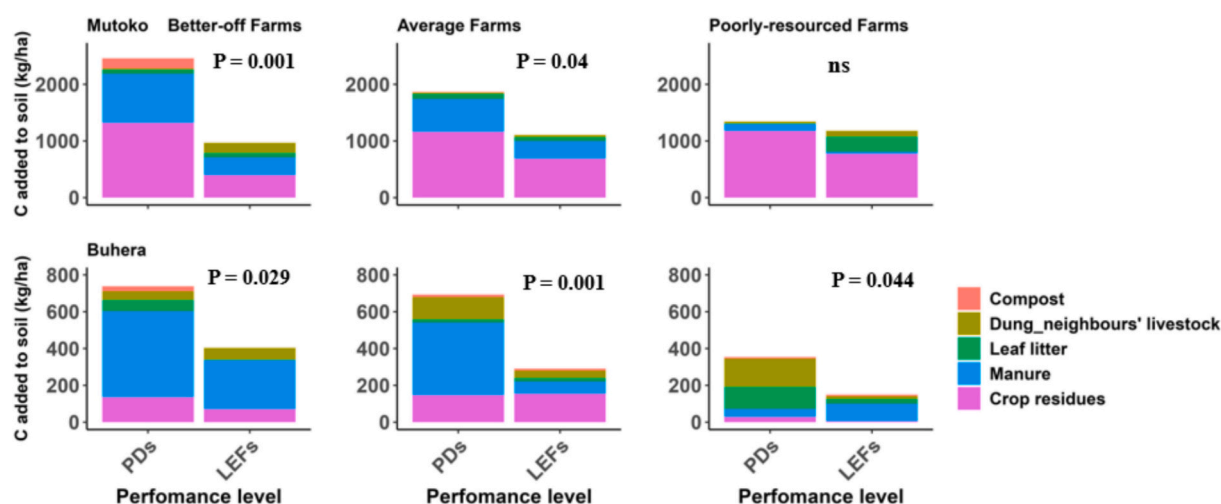 Mutoko Better-off Farms
Average Farms
Poorly-resourced Farms
C added to soil (kg/ha)
2000
1000
0
P = 0.001
2000
1000
0
P = 0.04
2000
1000
0
ns
Buhera
C added to soil (kg/ha)
800
600
400
200
0
P = 0.029
800
600
400
200
0
P = 0.001
800
600
400
200
0
P = 0.044
Compost
Dung_neighbours' livestock
Leaf litter
Manure
Crop residues
PDs
LEFs
PDs
LEFs
PDs
LEFs
Perfomance level
Perfomance level
Perfomance level